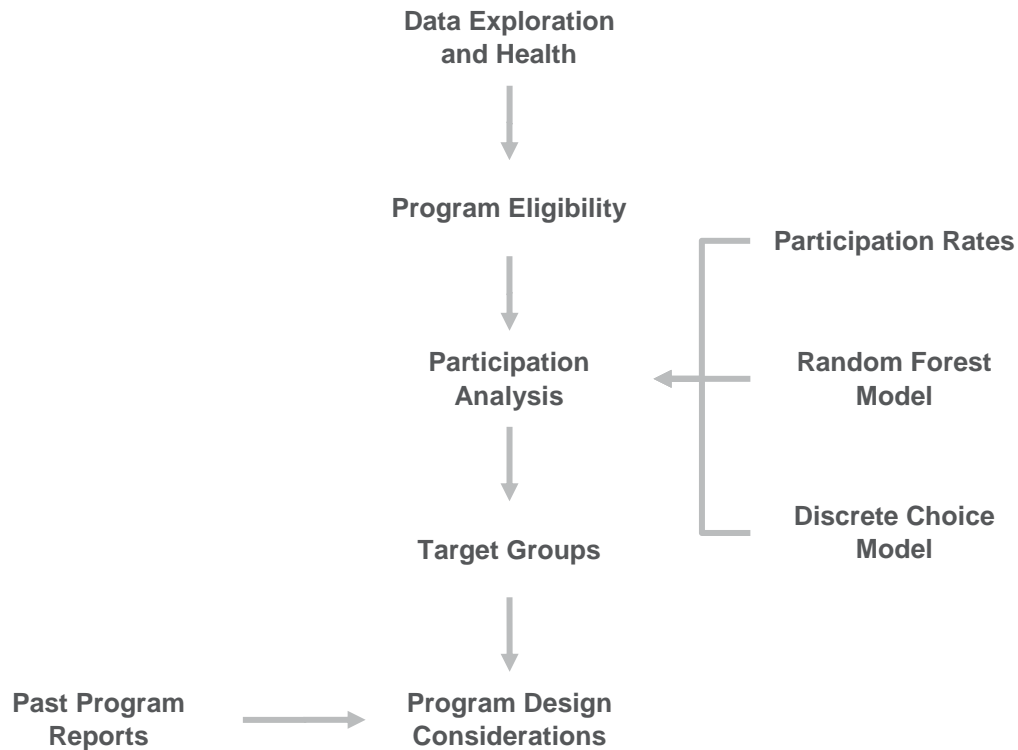 Data Exploration
and Health
Program Eligibility
Participation Rates
Participation
Analysis
Random Forest
Model
Discrete Choice
Model
Target Groups
Past Program
Reports
Program Design
Considerations